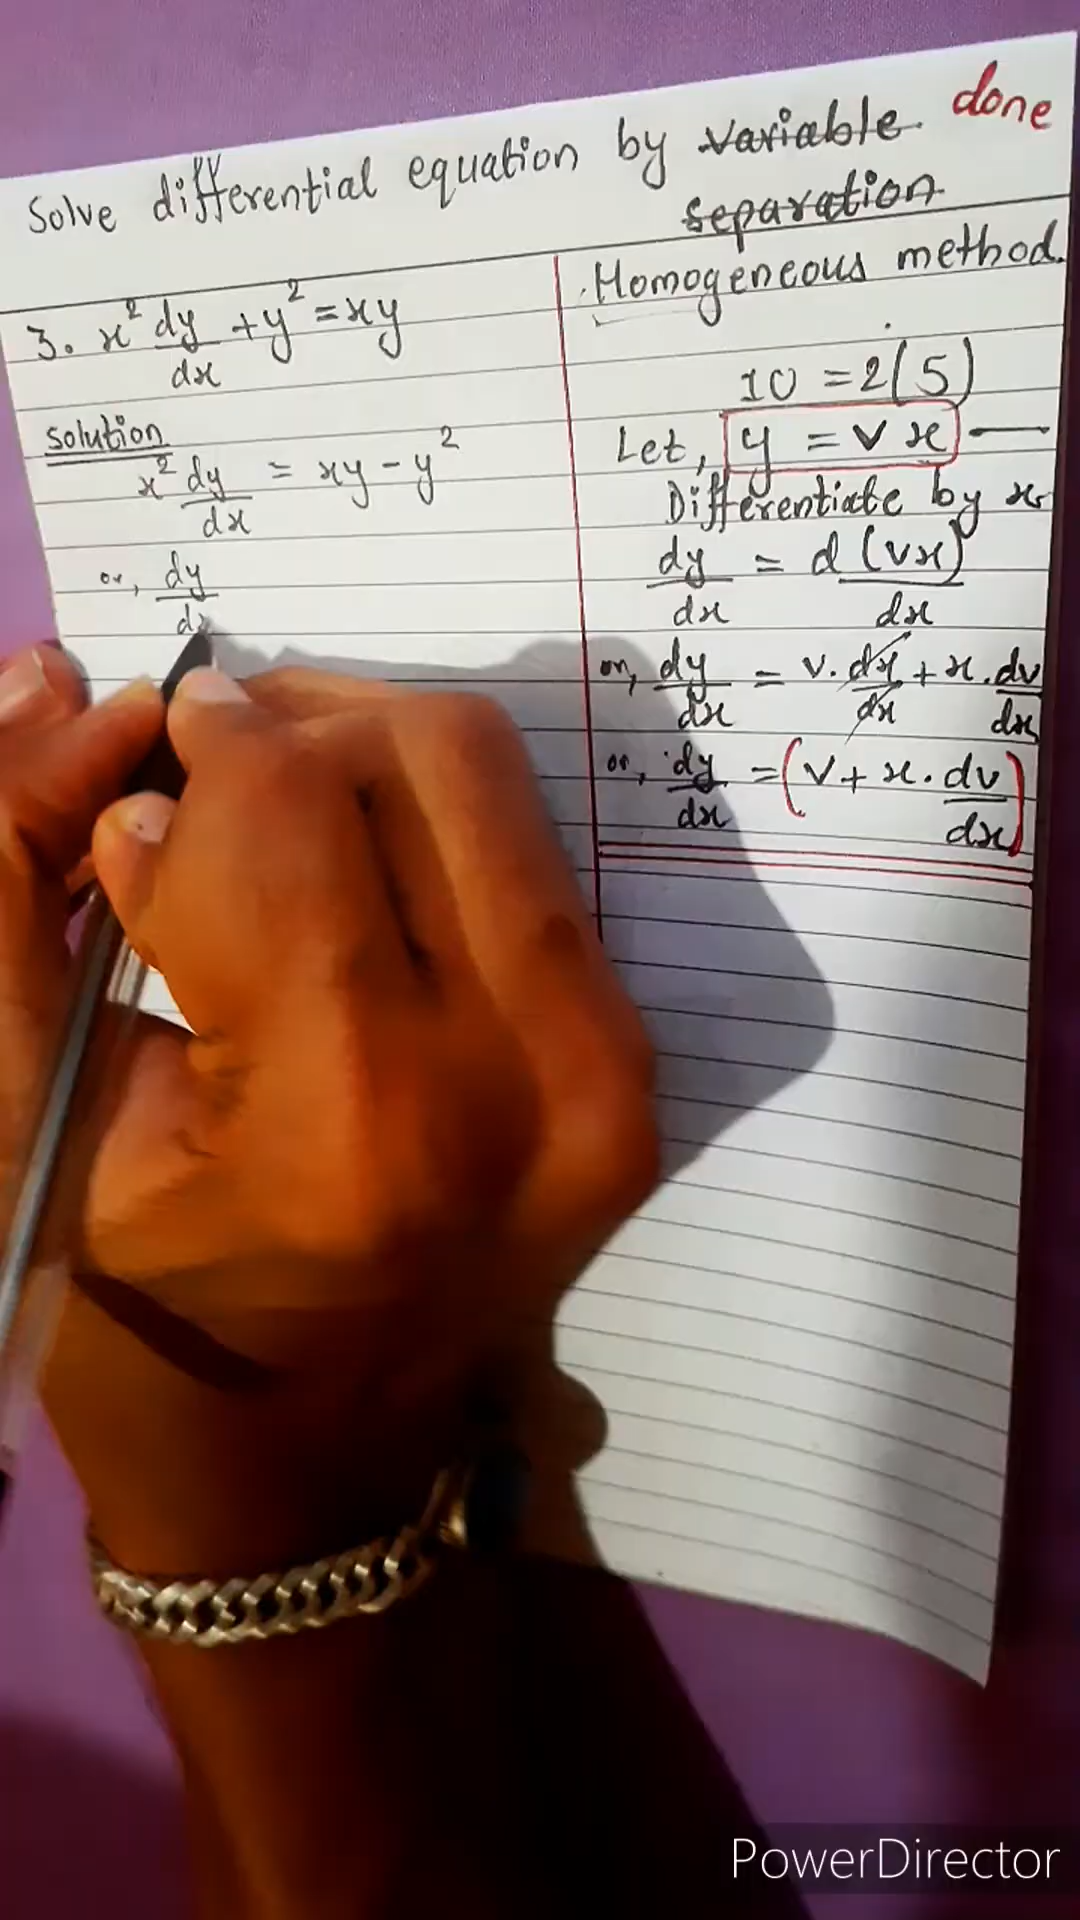 Solve differential equation by variable done
separation
Homogeneous method.
3. x² dy/dx + y² = xy
solution
x² dy/dx = xy - y²
or, dy/dx
10 = 2(5)
Let, y = vx —
Differentiate by x
dy/dx = d(vx)/dx
or, dy/dx = v. dx/dx + x. dv/dx
or, dy/dx = (v + x. dv/dx)
PowerDirector